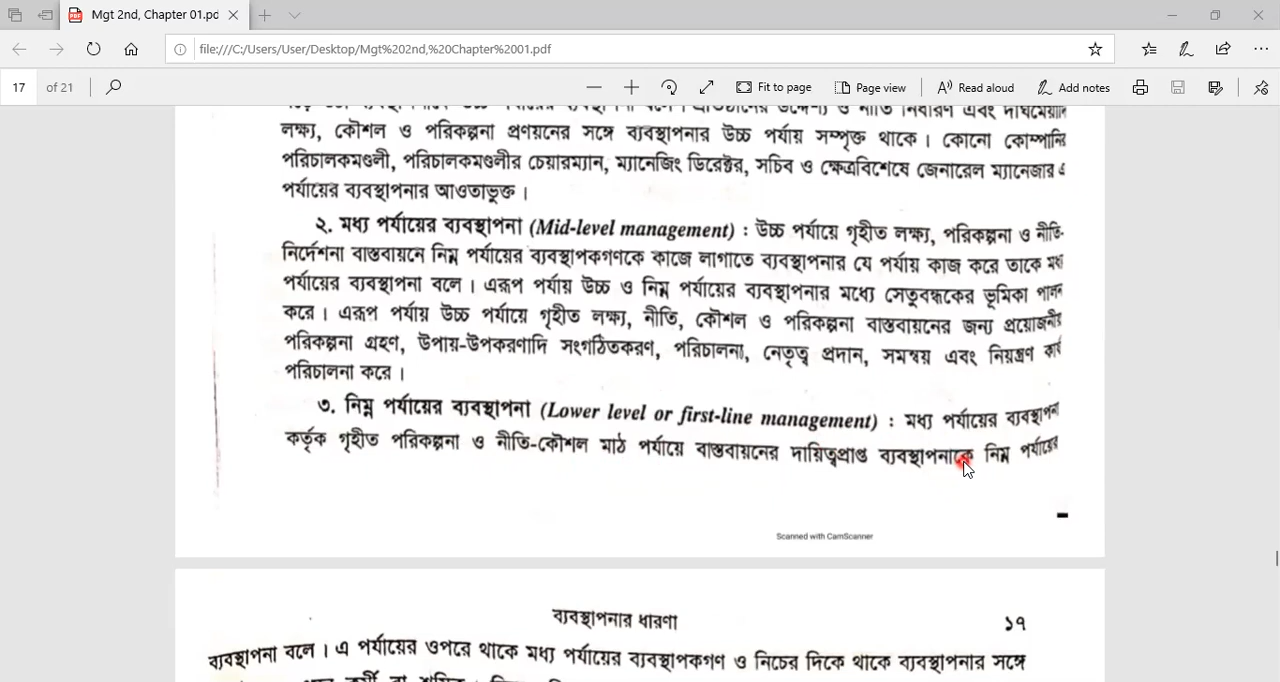 Mgt 2nd, Chapter 01.pd
file:///C:/Users/User/Desktop/Mgt%202nd,%20Chapter%2001.pdf
17 of 21 Fit to page Page view Read aloud Add notes
লক্ষ্য, কৌশল ও পরিকল্পনা প্রণয়নের সঙ্গে ব্যবস্থাপনার উচ্চ পর্যায় সম্পৃক্ত থাকে। কোনো কোম্পানির
পরিচালকমণ্ডলী, পরিচালকমণ্ডলীর চেয়ারম্যান, ম্যানেজিং ডিরেক্টর, সচিব ও ক্ষেত্রবিশেষে জেনারেল ম্যানেজার এ
পর্যায়ের ব্যবস্থাপনার আওতাভুক্ত।
২. মধ্য পর্যায়ের ব্যবস্থাপনা (Mid-level management) : উচ্চ পর্যায়ে গৃহীত লক্ষ্য, পরিকল্পনা ও নীতি-
নির্দেশনা বাস্তবায়নে নিম্ন পর্যায়ের ব্যবস্থাপকগণকে কাজে লাগাতে ব্যবস্থাপনার যে পর্যায় কাজ করে তাকে মধ্য
পর্যায়ের ব্যবস্থাপনা বলে। এরূপ পর্যায় উচ্চ ও নিম্ন পর্যায়ের ব্যবস্থাপনার মধ্যে সেতুবন্ধকের ভূমিকা পালন
করে। এরূপ পর্যায় উচ্চ পর্যায়ে গৃহীত লক্ষ্য, নীতি, কৌশল ও পরিকল্পনা বাস্তবায়নের জন্য প্রয়োজনীয়
পরিকল্পনা গ্রহণ, উপায়-উপকরণাদি সংগঠিতকরণ, পরিচালনা, নেতৃত্ব প্রদান, সমন্বয় এবং নিয়ন্ত্রণ কার্য
পরিচালনা করে।
৩. নিম্ন পর্যায়ের ব্যবস্থাপনা (Lower level or first-line management) : মধ্য পর্যায়ের ব্যবস্থাপনা
কর্তৃক গৃহীত পরিকল্পনা ও নীতি-কৌশল মাঠ পর্যায়ে বাস্তবায়নের দায়িত্বপ্রাপ্ত ব্যবস্থাপনাকে নিম্ন পর্যায়ের
Scanned with CamScanner
ব্যবস্থাপনার ধারণা ১৭
ব্যবস্থাপনা বলে। এ পর্যায়ের ওপরে থাকে মধ্য পর্যায়ের ব্যবস্থাপকগণ ও নিচের দিকে থাকে ব্যবস্থাপনার সঙ্গে